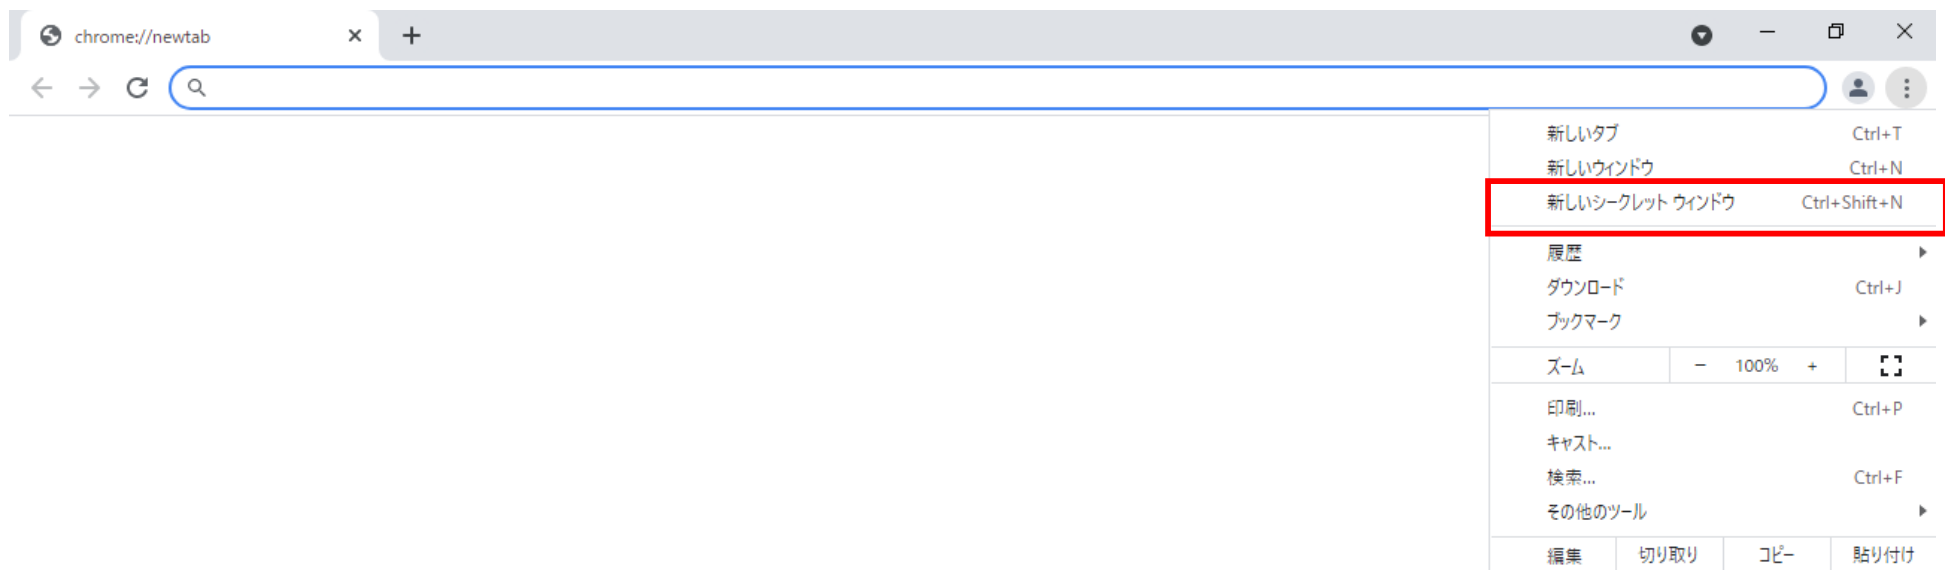 chrome://newtab
新しいタブ Ctrl+T
新しいウィンドウ Ctrl+N
新しいシークレット ウィンドウ Ctrl+Shift+N
履歴
ダウンロード Ctrl+J
ブックマーク
ズーム − 100% +
印刷... Ctrl+P
キャスト...
検索... Ctrl+F
その他のツール
編集 切り取り コピー 貼り付け